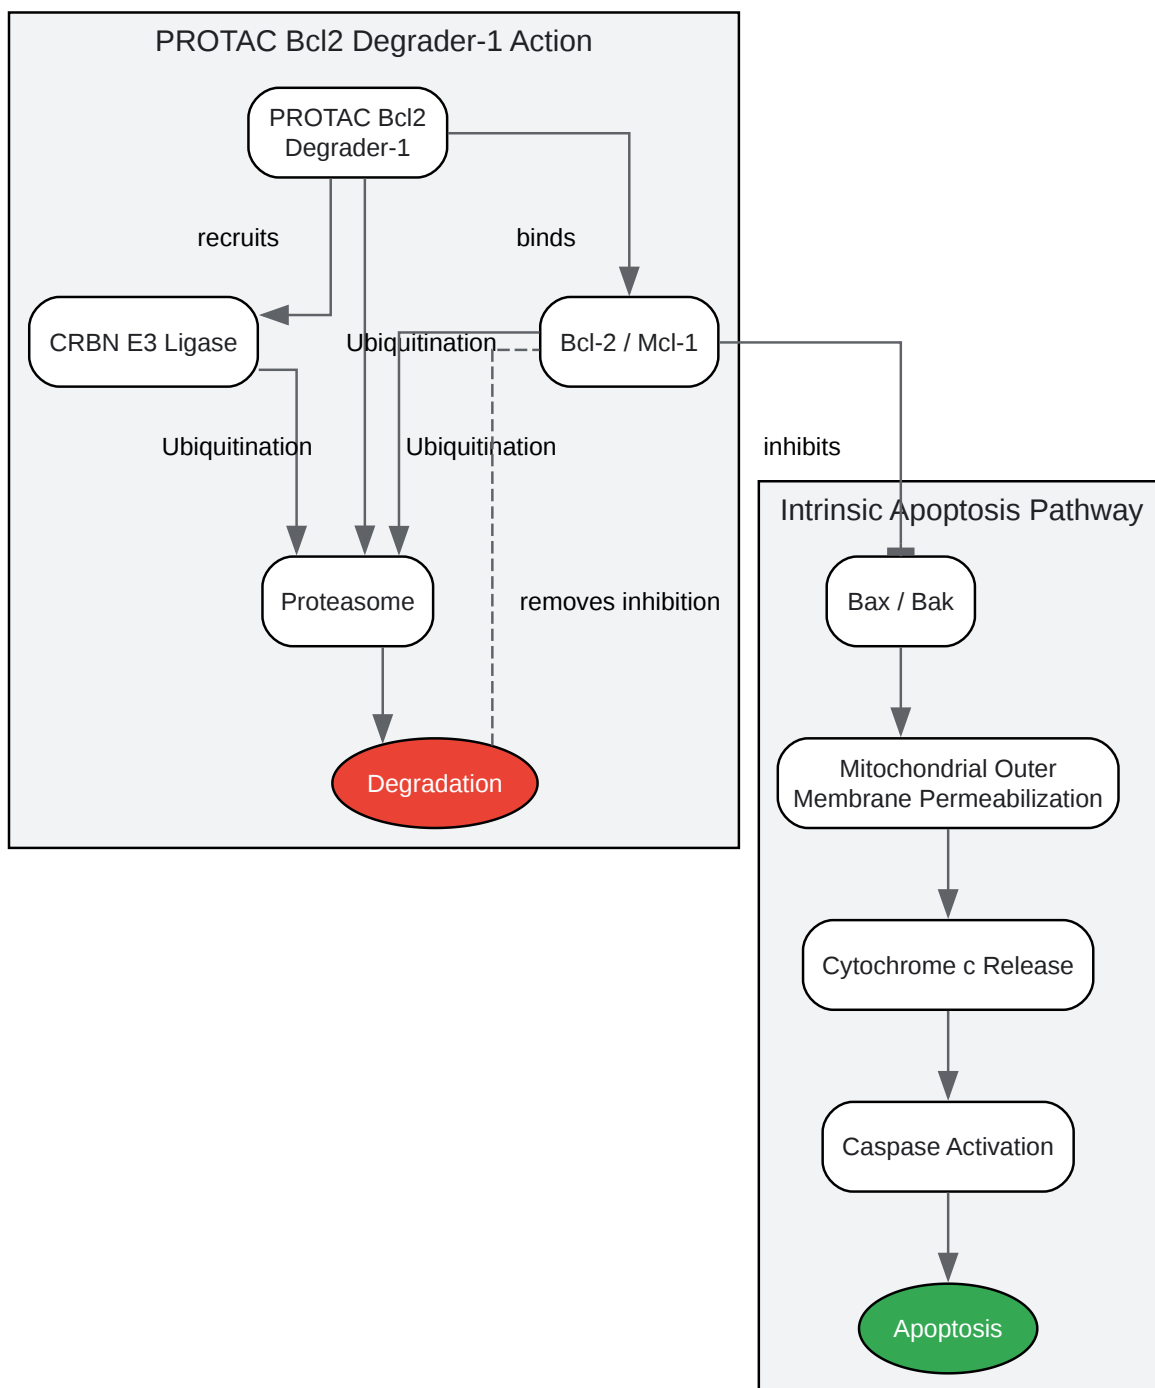 PROTAC Bcl2 Degrader-1 Action
PROTAC Bcl2
Degrader-1
recruits
binds
CRBN E3 Ligase
Ubiquitination
Bcl-2 / Mcl-1
Ubiquitination
Ubiquitination
inhibits
Intrinsic Apoptosis Pathway
Proteasome
removes inhibition
Bax / Bak
Degradation
Mitochondrial Outer
Membrane Permeabilization
Cytochrome c Release
Caspase Activation
Apoptosis